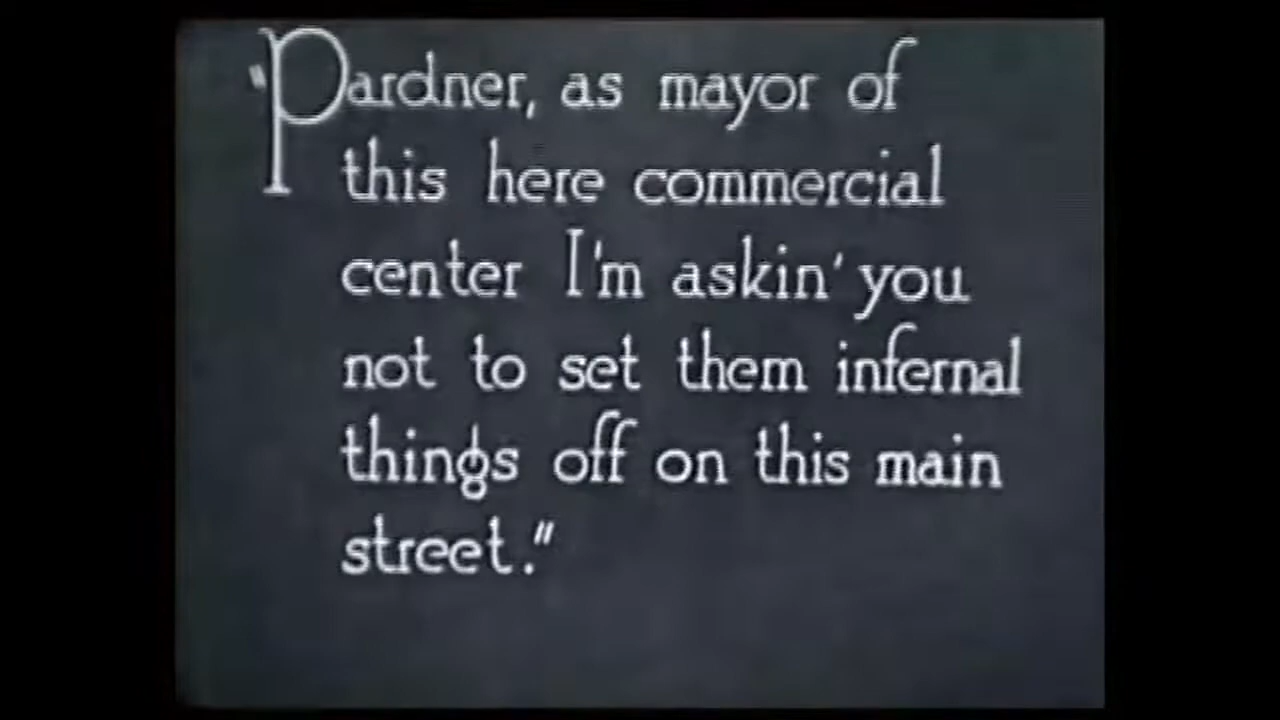 "Pardner, as mayor of
this here commercial
center I'm askin' you
not to set them infernal
things off on this main
street."